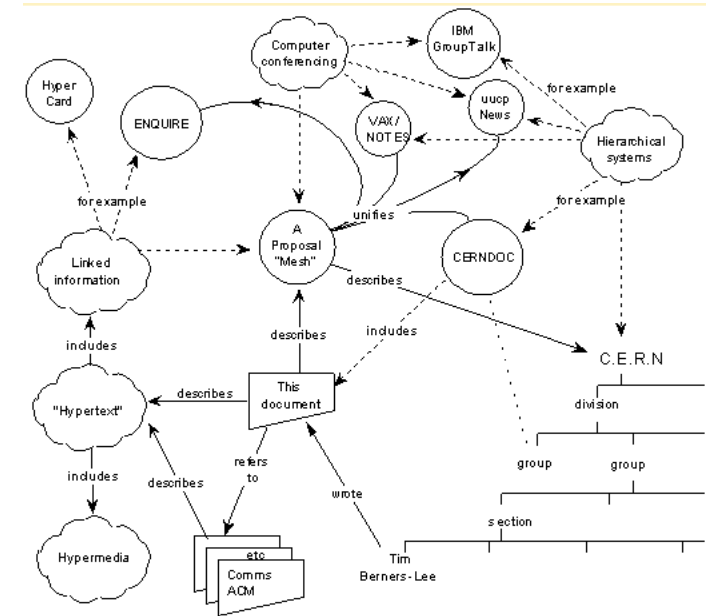 IBM
GroupTalk
Computer
conferencing
Hyper
Card
for example
uucp
News
ENQUIRE
VAX/
NOTES
Hierarchical
systems
for example
for example
unifies
A
Proposal
"Mesh"
Linked
information
CERNDOC
describes
includes
describes
includes
C.E.R.N
This
document
describes
"Hypertext"
division
refers
to
group
group
includes
describes
wrote
section
Hypermedia
etc
Tim
Berners-Lee
Comms
ACM